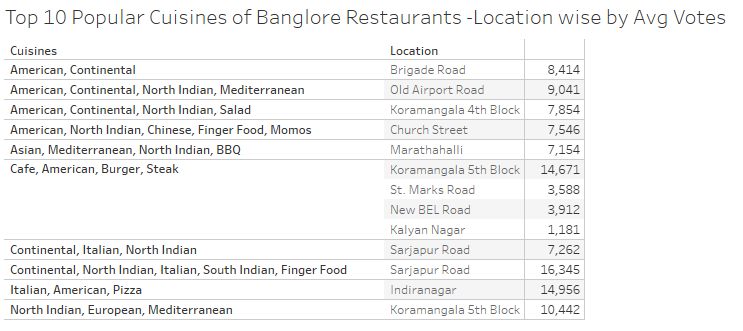 Top 10 Popular Cuisines of Banglore Restaurants -Location wise by Avg Votes
Cuisines Location
American, Continental Brigade Road 8,414
American, Continental, North Indian, Mediterranean Old Airport Road 9,041
American, Continental, North Indian, Salad Koramangala 4th Block 7,854
American, North Indian, Chinese, Finger Food, Momos Church Street 7,546
Asian, Mediterranean, North Indian, BBQ Marathahalli 7,154
Cafe, American, Burger, Steak Koramangala 5th Block 14,671
St. Marks Road 3,588
New BEL Road 3,912
Kalyan Nagar 1,181
Continental, Italian, North Indian Sarjapur Road 7,262
Continental, North Indian, Italian, South Indian, Finger Food Sarjapur Road 16,345
Italian, American, Pizza Indiranagar 14,956
North Indian, European, Mediterranean Koramangala 5th Block 10,442